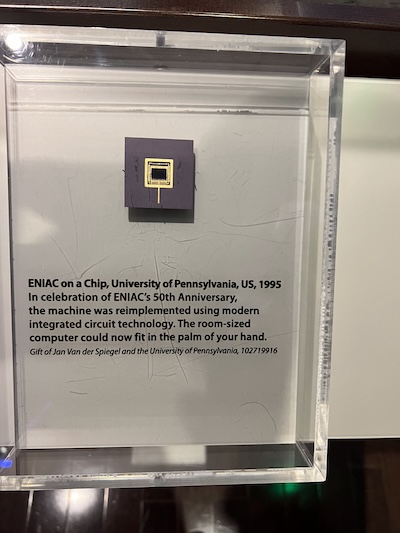 ENIAC on a Chip, University of Pennsylvania, US, 1995
In celebration of ENIAC's 50th Anniversary,
the machine was reimplemented using modern
integrated circuit technology. The room-sized
computer could now fit in the palm of your hand.
Gift of Jan Van der Spiegel and the University of Pennsylvania, 102719916